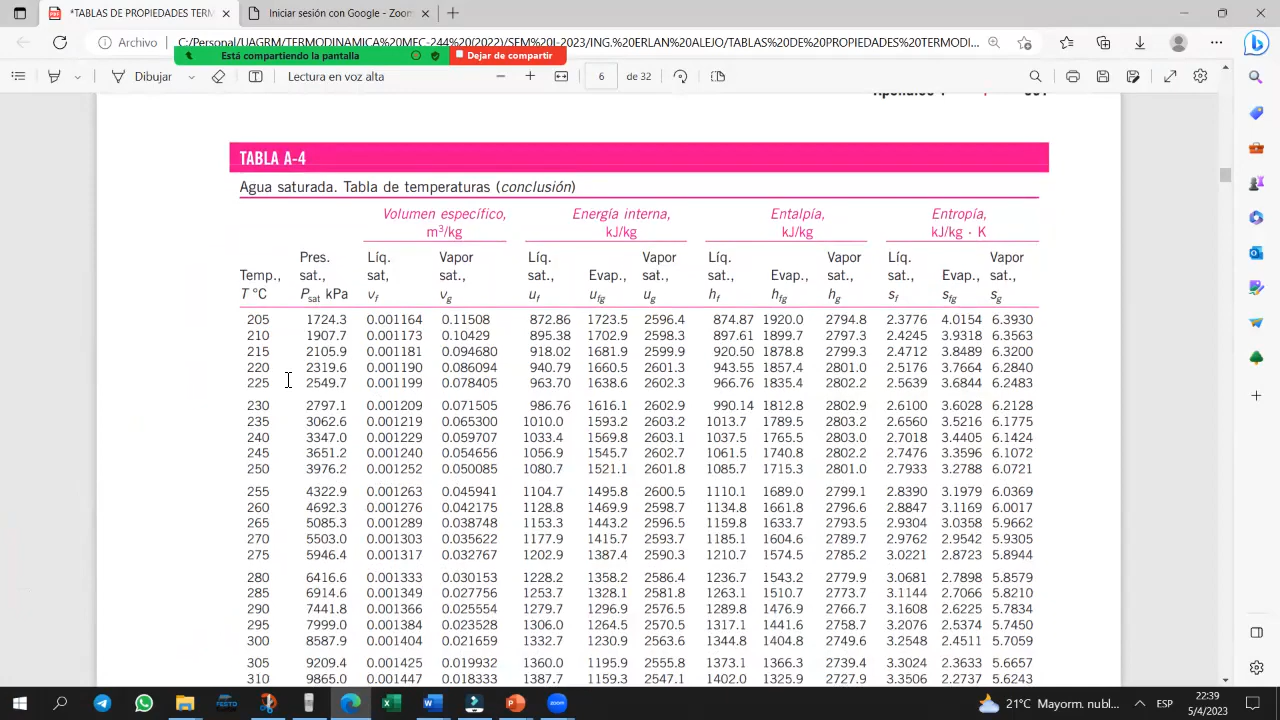 *TABLAS DE PROPIEDADES TERM
Iniciar sesión con Google - Zoom
Archivo
C:/Personal/UAGRM/TERMODINAMICA%20MEC-244%20(2022)/SEM%20I-2023/ING.%20ERLAN%20ALEJO/TABLAS%20DE%20PROPIEDADES%20TERMODI...
Está compartiendo la pantalla
Dejar de compartir
Dibujar
Lectura en voz alta
6 de 32
TABLA A-4
Agua saturada. Tabla de temperaturas (conclusión)
Volumen específico, Energía interna, Entalpía, Entropía,
m³/kg kJ/kg kJ/kg kJ/kg · K
Pres. Líq. Vapor Líq. Vapor Líq. Vapor Líq. Vapor
Temp., sat., sat, sat., sat., Evap., sat., sat., Evap., sat., sat., Evap., sat.,
T °C Psat kPa vf vg uf ufg ug hf hfg hg sf sfg sg
205 1724.3 0.001164 0.11508 872.86 1723.5 2596.4 874.87 1920.0 2794.8 2.3776 4.0154 6.3930
210 1907.7 0.001173 0.10429 895.38 1702.9 2598.3 897.61 1899.7 2797.3 2.4245 3.9318 6.3563
215 2105.9 0.001181 0.094680 918.02 1681.9 2599.9 920.50 1878.8 2799.3 2.4712 3.8489 6.3200
220 2319.6 0.001190 0.086094 940.79 1660.5 2601.3 943.55 1857.4 2801.0 2.5176 3.7664 6.2840
225 2549.7 0.001199 0.078405 963.70 1638.6 2602.3 966.76 1835.4 2802.2 2.5639 3.6844 6.2483
230 2797.1 0.001209 0.071505 986.76 1616.1 2602.9 990.14 1812.8 2802.9 2.6100 3.6028 6.2128
235 3062.6 0.001219 0.065300 1010.0 1593.2 2603.2 1013.7 1789.5 2803.2 2.6560 3.5216 6.1775
240 3347.0 0.001229 0.059707 1033.4 1569.8 2603.1 1037.5 1765.5 2803.0 2.7018 3.4405 6.1424
245 3651.2 0.001240 0.054656 1056.9 1545.7 2602.7 1061.5 1740.8 2802.2 2.7476 3.3596 6.1072
250 3976.2 0.001252 0.050085 1080.7 1521.1 2601.8 1085.7 1715.3 2801.0 2.7933 3.2788 6.0721
255 4322.9 0.001263 0.045941 1104.7 1495.8 2600.5 1110.1 1689.0 2799.1 2.8390 3.1979 6.0369
260 4692.3 0.001276 0.042175 1128.8 1469.9 2598.7 1134.8 1661.8 2796.6 2.8847 3.1169 6.0017
265 5085.3 0.001289 0.038748 1153.3 1443.2 2596.5 1159.8 1633.7 2793.5 2.9304 3.0358 5.9662
270 5503.0 0.001303 0.035622 1177.9 1415.7 2593.7 1185.1 1604.6 2789.7 2.9762 2.9542 5.9305
275 5946.4 0.001317 0.032767 1202.9 1387.4 2590.3 1210.7 1574.5 2785.2 3.0221 2.8723 5.8944
280 6416.6 0.001333 0.030153 1228.2 1358.2 2586.4 1236.7 1543.2 2779.9 3.0681 2.7898 5.8579
285 6914.6 0.001349 0.027756 1253.7 1328.1 2581.8 1263.1 1510.7 2773.7 3.1144 2.7066 5.8210
290 7441.8 0.001366 0.025554 1279.7 1296.9 2576.5 1289.8 1476.9 2766.7 3.1608 2.6225 5.7834
295 7999.0 0.001384 0.023528 1306.0 1264.5 2570.5 1317.1 1441.6 2758.7 3.2076 2.5374 5.7450
300 8587.9 0.001404 0.021659 1332.7 1230.9 2563.6 1344.8 1404.8 2749.6 3.2548 2.4511 5.7059
305 9209.4 0.001425 0.019932 1360.0 1195.9 2555.8 1373.1 1366.3 2739.4 3.3024 2.3633 5.6657
310 9865.0 0.001447 0.018333 1387.7 1159.3 2547.1 1402.0 1325.9 2727.9 3.3506 2.2737 5.6243
FESTO
zoom
21°C Mayorm. nubl...
ESP
22:39
5/4/2023